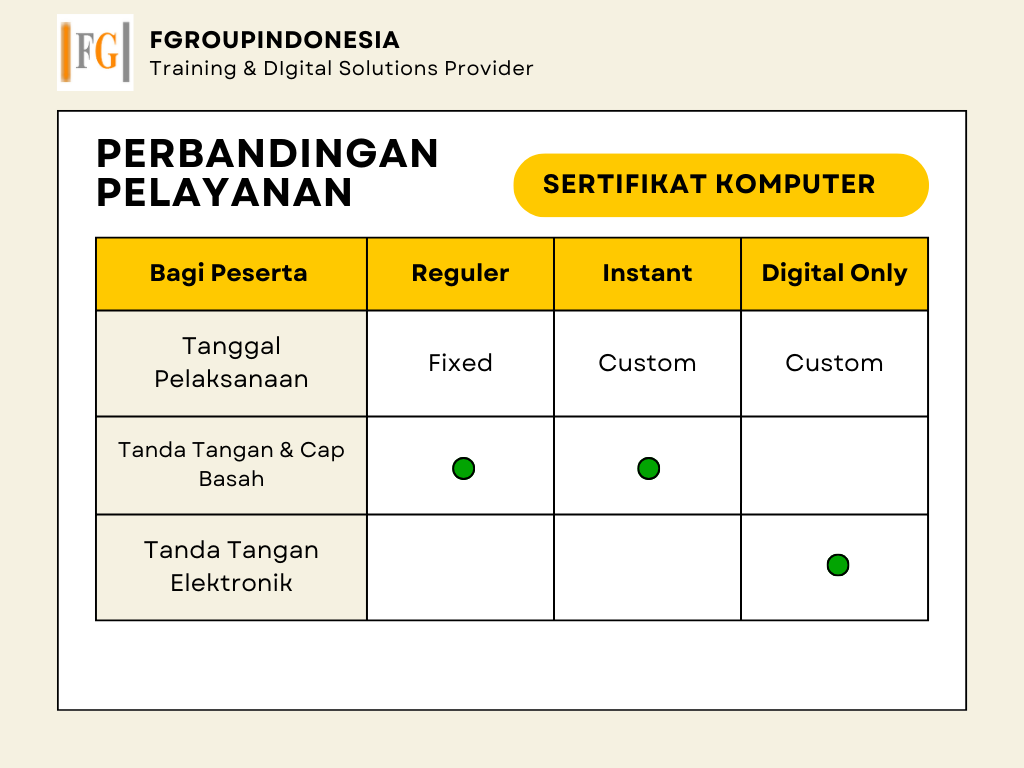 FG
FGROUPINDONESIA
Training & DIgital Solutions Provider
PERBANDINGAN
PELAYANAN
SERTIFIKAT KOMPUTER
Bagi Peserta Reguler Instant Digital Only
Tanggal
Pelaksanaan
Fixed Custom Custom
Tanda Tangan & Cap
Basah
Tanda Tangan
Elektronik